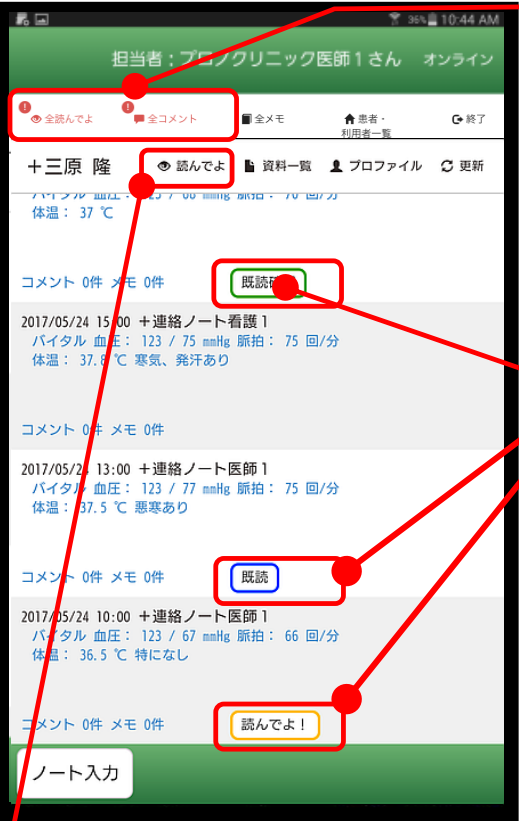 36% 10:44 AM
担当者：プロノクリニック医師１さん オンライン
! !
全読んでよ 全コメント 全メモ 患者・ 終了
利用者一覧
＋三原 隆 読んでよ 資料一覧 プロファイル 更新
バイタル 血圧： mmHg 脈拍： 回/分
体温： 37 ℃
コメント 0件 メモ 0件 既読
2017/05/24 15:00 ＋連絡ノート看護１
バイタル 血圧： 123 / 75 mmHg 脈拍： 75 回/分
体温： 37.8 ℃ 寒気、発汗あり
コメント 0件 メモ 0件
2017/05/24 13:00 ＋連絡ノート医師１
バイタル 血圧： 123 / 77 mmHg 脈拍： 75 回/分
体温： 37.5 ℃ 悪寒あり
コメント 0件 メモ 0件 既読
2017/05/24 10:00 ＋連絡ノート医師１
バイタル 血圧： 123 / 67 mmHg 脈拍： 66 回/分
体温： 36.5 ℃ 特になし
コメント 0件 メモ 0件 読んでよ！
ノート入力